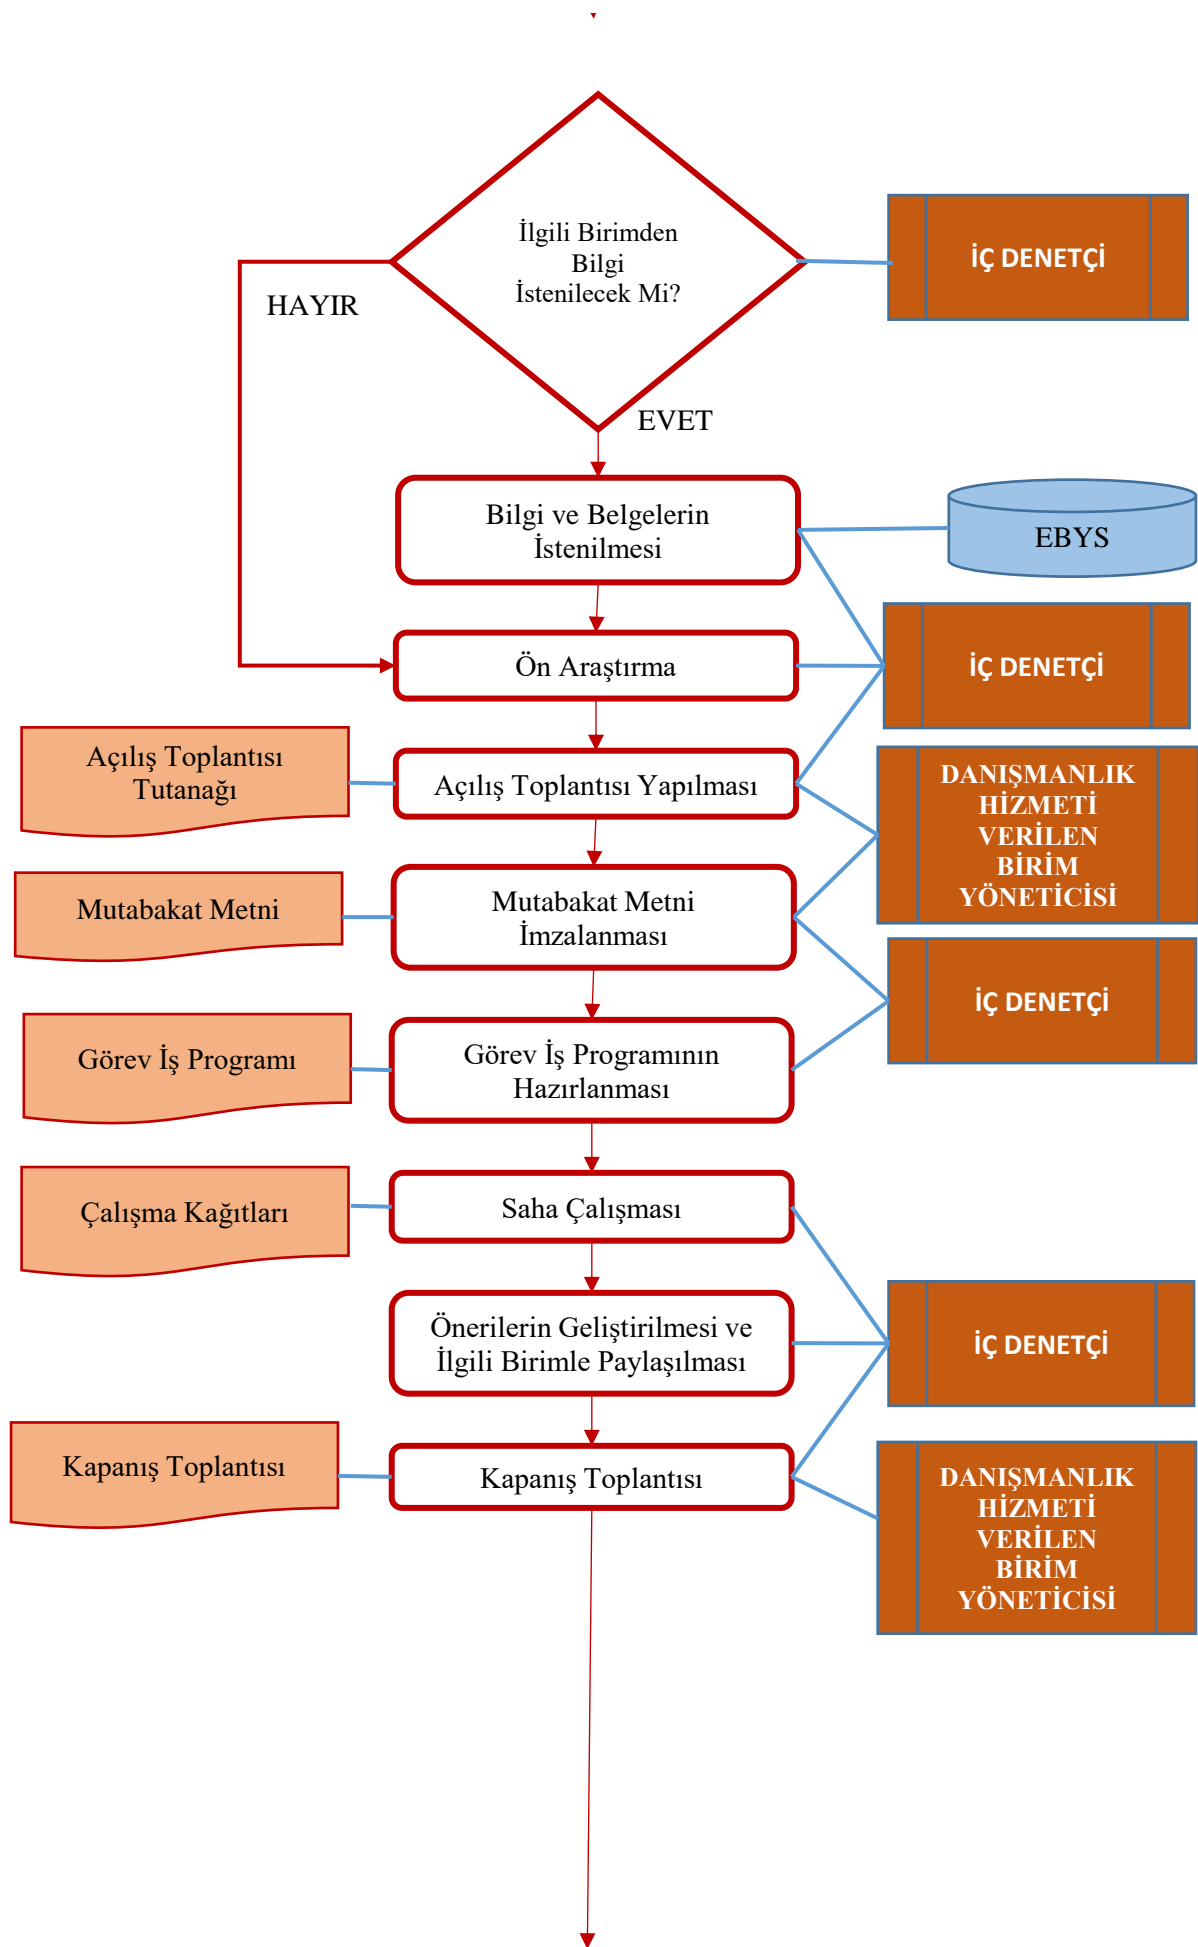 İlgili Birimden
Bilgi
İstenilecek Mi?
İÇ DENETÇİ
HAYIR
EVET
Bilgi ve Belgelerin
İstenilmesi
EBYS
Ön Araştırma
İÇ DENETÇİ
Açılış Toplantısı
Tutanağı
Açılış Toplantısı Yapılması
DANIŞMANLIK
HİZMETİ
VERİLEN
BİRİM
YÖNETİCİSİ
Mutabakat Metni
Mutabakat Metni
İmzalanması
İÇ DENETÇİ
Görev İş Programı
Görev İş Programının
Hazırlanması
Çalışma Kağıtları
Saha Çalışması
Önerilerin Geliştirilmesi ve
İlgili Birimle Paylaşılması
İÇ DENETÇİ
Kapanış Toplantısı
Kapanış Toplantısı
DANIŞMANLIK
HİZMETİ
VERİLEN
BİRİM
YÖNETİCİSİ